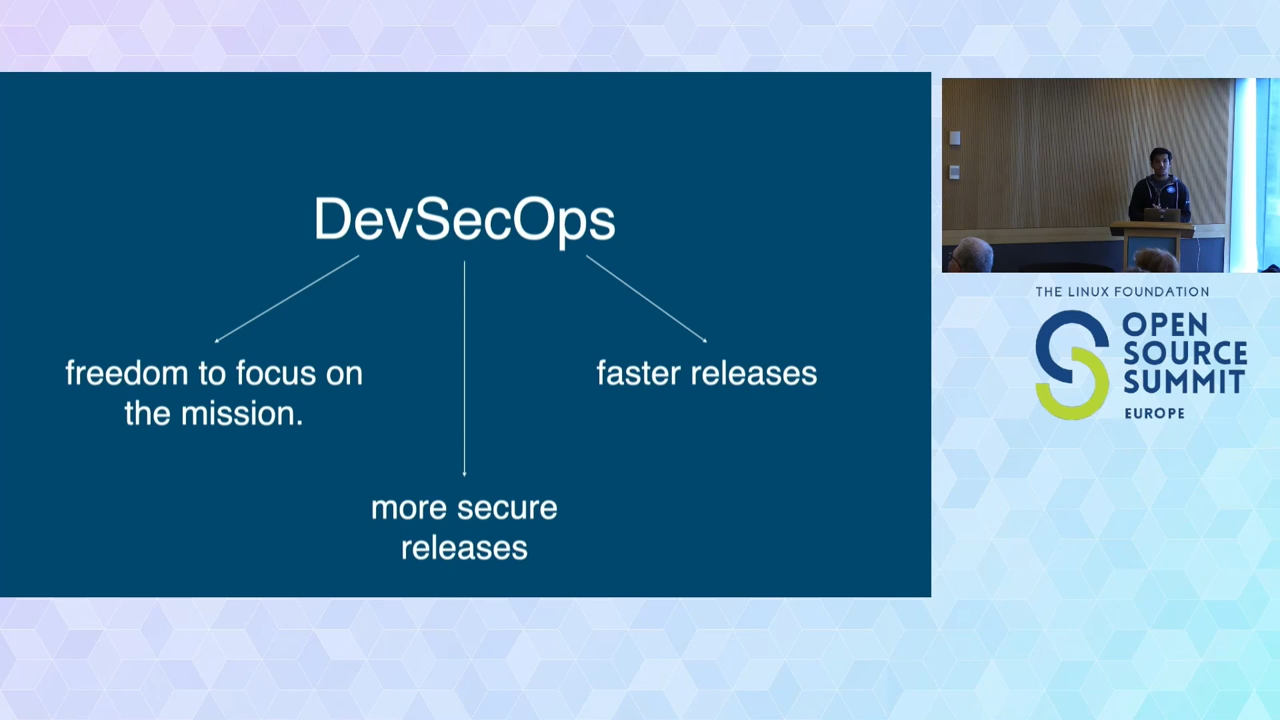 DevSecOps
freedom to focus on
the mission.
faster releases
more secure
releases
THE LINUX FOUNDATION
OPEN
SOURCE
SUMMIT
EUROPE